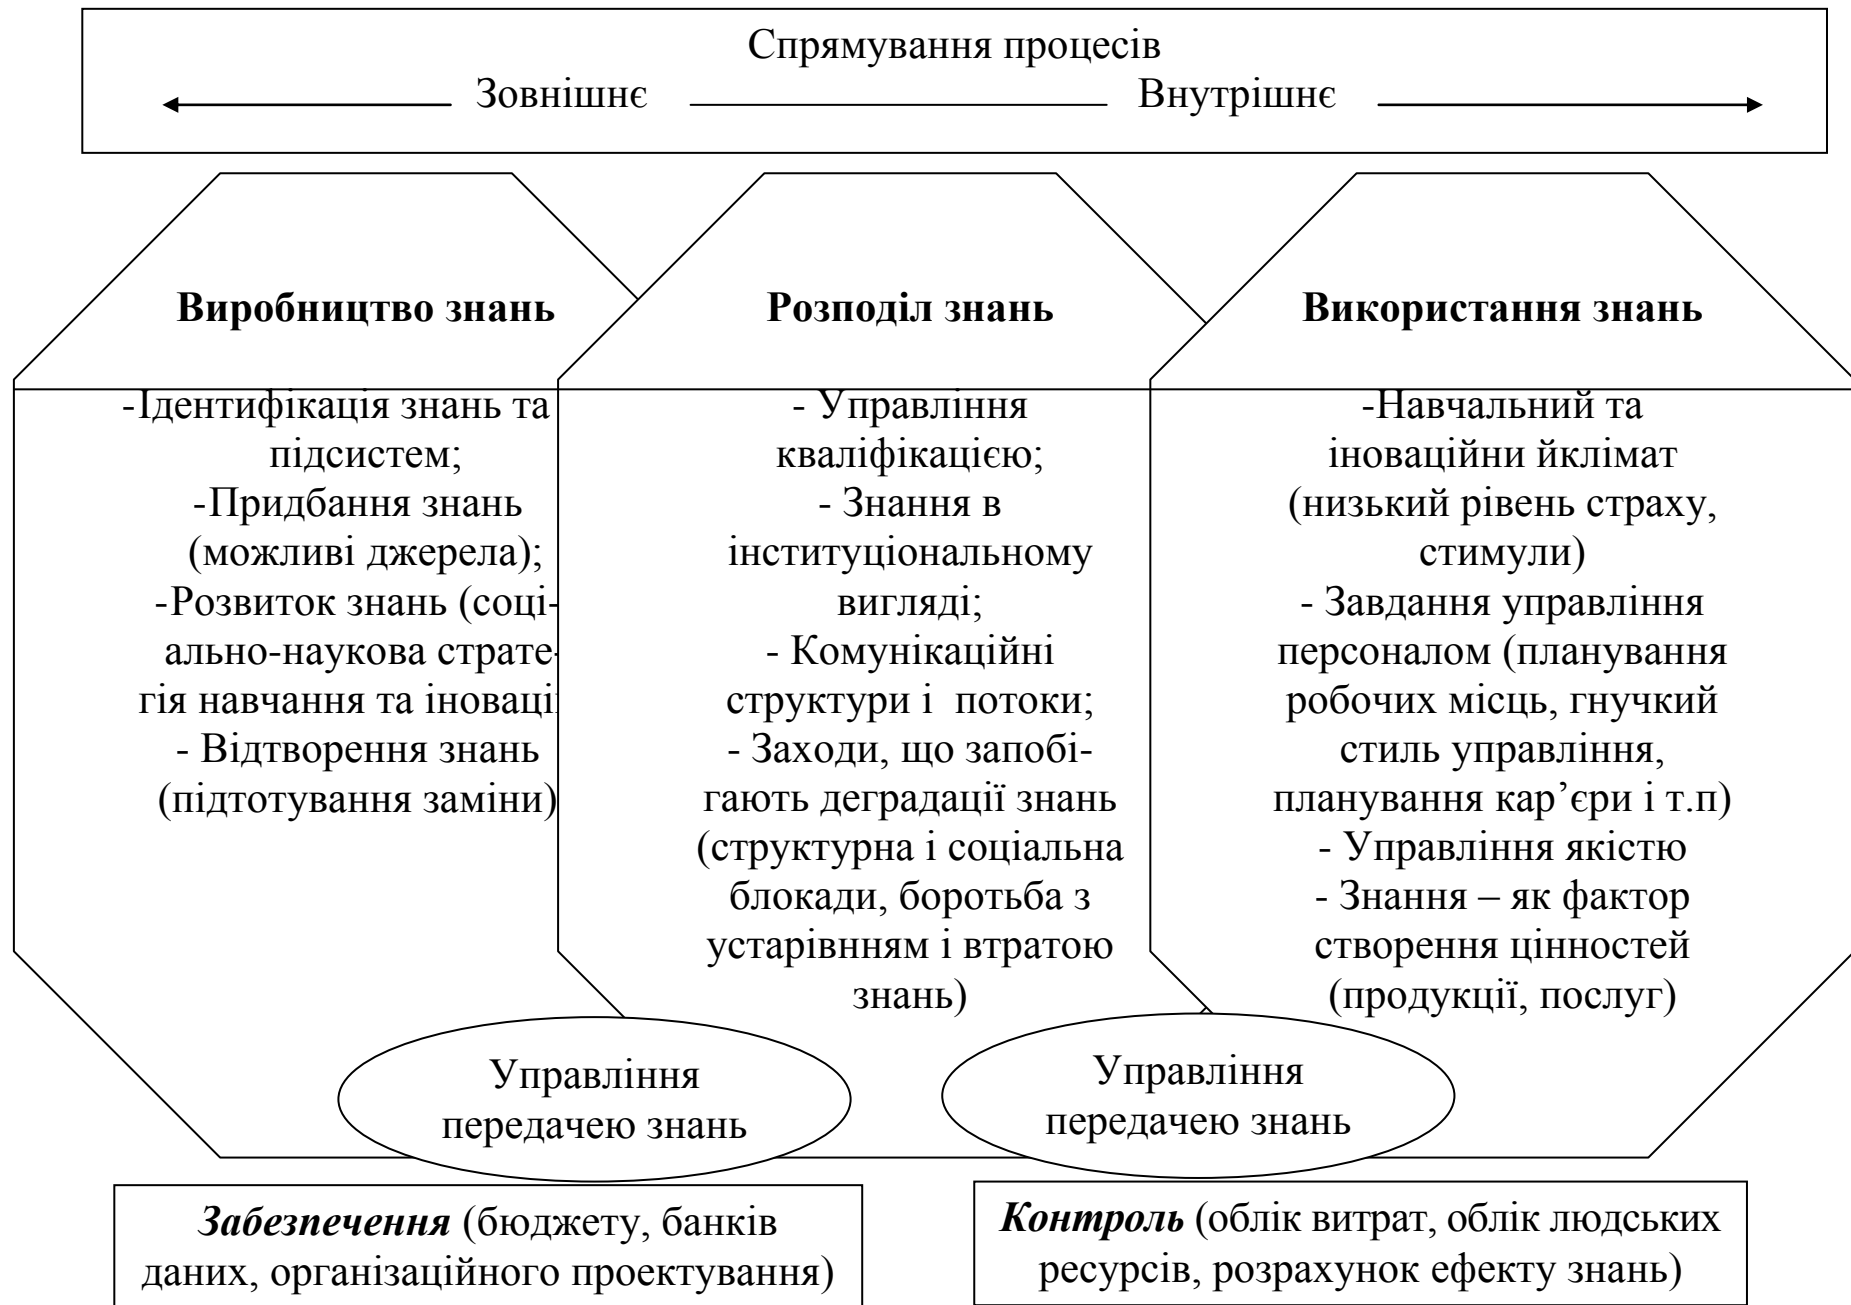 Спрямування процесів
Зовнішнє Внутрішнє
Виробництво знань
-Ідентифікація знань та
підсистем;
-Придбання знань
(можливі джерела);
-Розвиток знань (соці-
ально-наукова страте-
гія навчання та іноваці
- Відтворення знань
(підтотування заміни)
Розподіл знань
- Управління
кваліфікацією;
- Знання в
інституціональному
вигляді;
- Комунікаційні
структури і потоки;
- Заходи, що запобі-
гають деградації знань
(структурна і соціальна
блокади, боротьба з
устарівнням і втратою
знань)
Використання знань
-Навчальний та
іноваційни йклімат
(низький рівень страху,
стимули)
- Завдання управління
персоналом (планування
робочих місць, гнучкий
стиль управління,
планування кар’єри і т.п)
- Управління якістю
- Знання – як фактор
створення цінностей
(продукції, послуг)
Управління
передачею знань
Управління
передачею знань
Забезпечення (бюджету, банків
даних, організаційного проектування)
Контроль (облік витрат, облік людських
ресурсів, розрахунок ефекту знань)